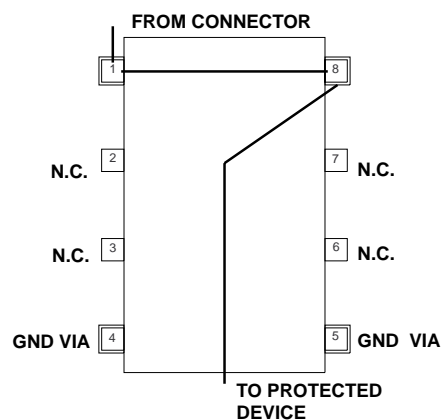 FROM CONNECTOR
1 8
2 7
N.C. N.C.
3 6
N.C. N.C.
GND VIA 4 5 GND VIA
TO PROTECTED
DEVICE